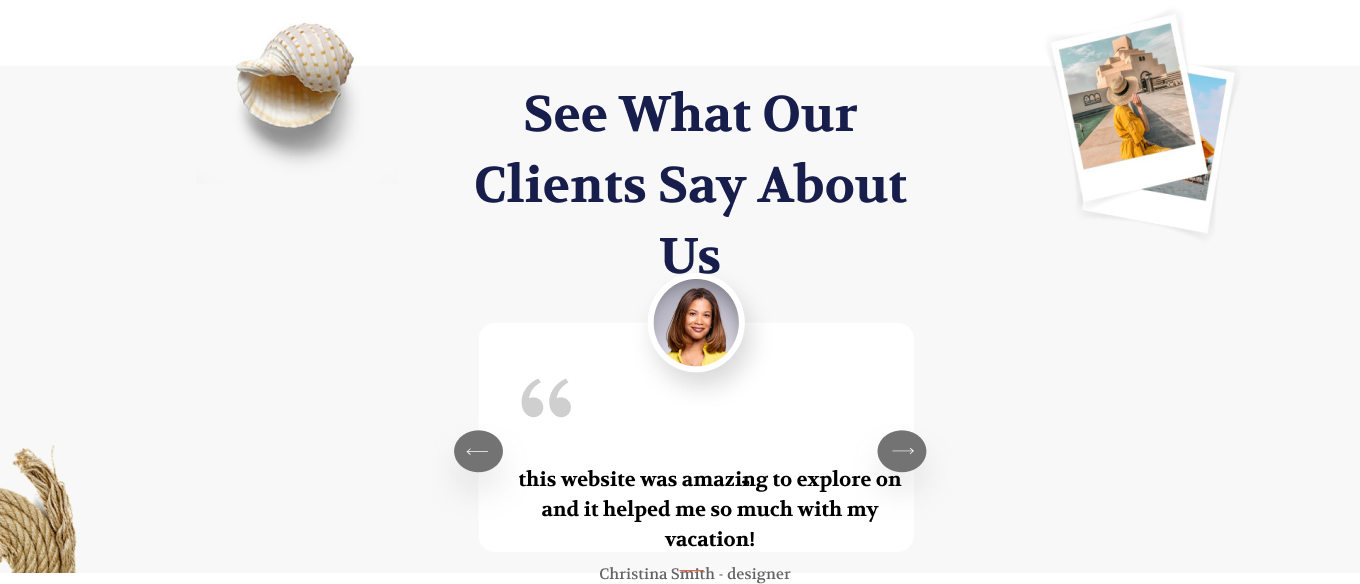 See What Our
Clients Say About
Us
“
this website was amazing to explore on
and it helped me so much with my
vacation!
Christina Smith - designer